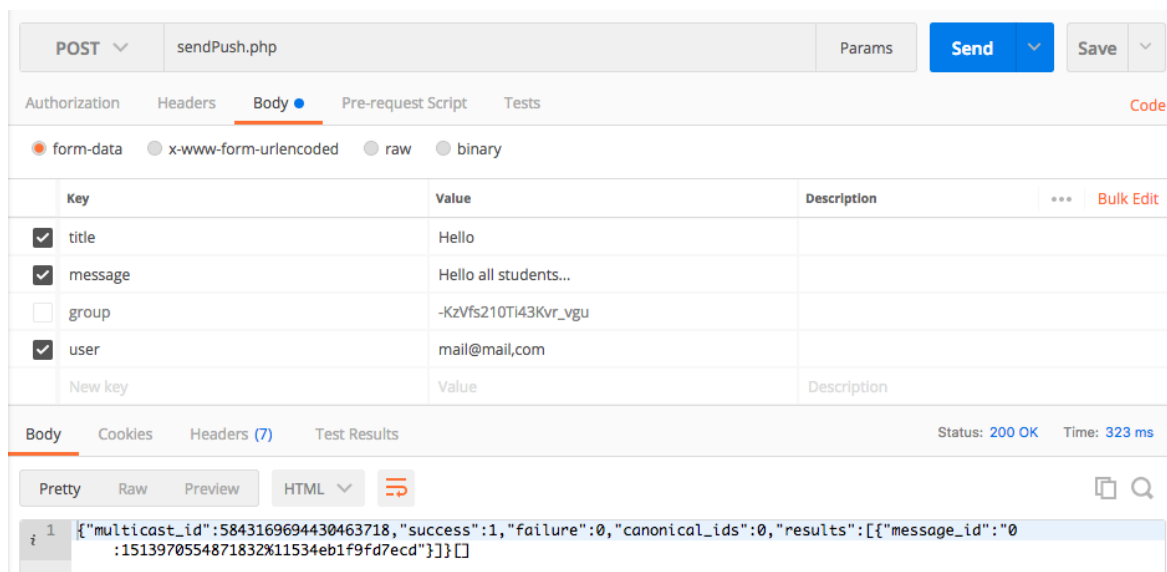 POST sendPush.php Params Send Save
Authorization Headers Body Pre-request Script Tests Code
form-data x-www-form-urlencoded raw binary
Key Value Description Bulk Edit
title Hello
message Hello all students...
group -KzVfs210Ti43Kvr_vgu
user mail@mail,com
New key Value Description
Body Cookies Headers (7) Test Results Status: 200 OK Time: 323 ms
Pretty Raw Preview HTML
i 1 {"multicast_id":5843169694430463718,"success":1,"failure":0,"canonical_ids":0,"results":[{"message_id":"0
:1513970554871832%11534eb1f9fd7ecd"}]}[]